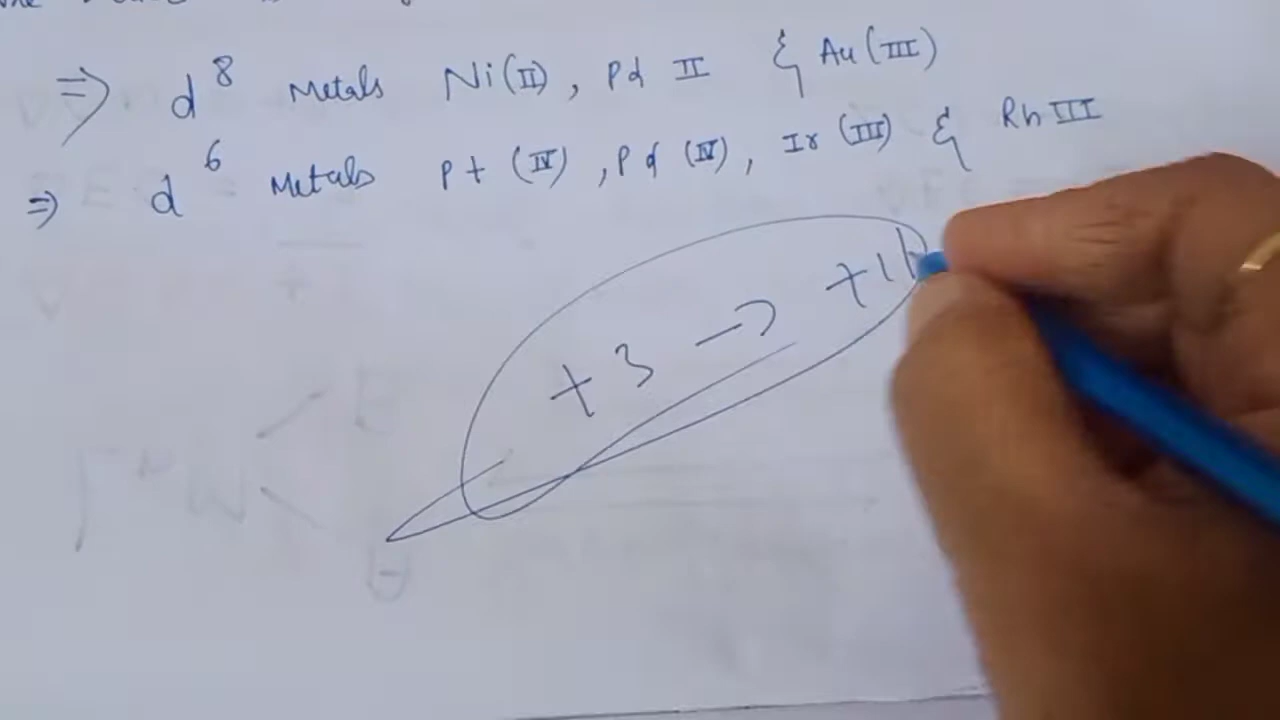 ⇒ d⁸ Metals Ni(II), Pd II & Au(III)
⇒ d⁶ Metals Pt (IV), Pd (IV), Ir (III) & Rh III
+3 → +1